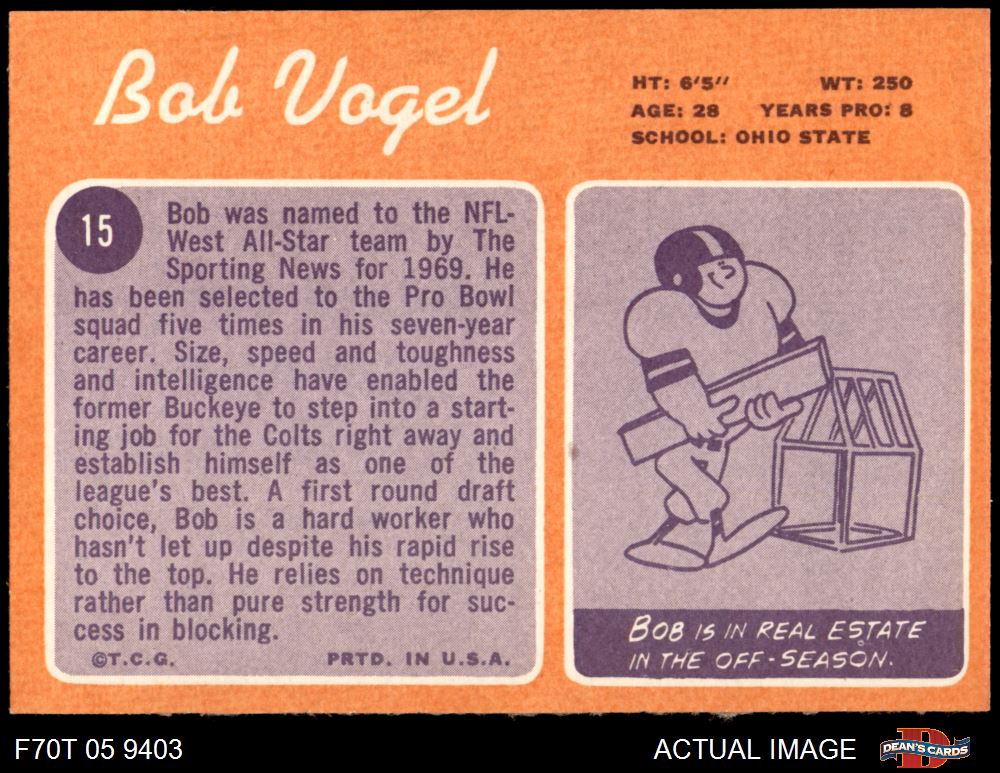 Bob Vogel
HT: 6'5" WT: 250
AGE: 28 YEARS PRO: 8
SCHOOL: OHIO STATE
15
Bob was named to the NFL-
West All-Star team by The
Sporting News for 1969. He
has been selected to the Pro Bowl
squad five times in his seven-year
career. Size, speed and toughness
and intelligence have enabled the
former Buckeye to step into a start-
ing job for the Colts right away and
establish himself as one of the
league's best. A first round draft
choice, Bob is a hard worker who
hasn't let up despite his rapid rise
to the top. He relies on technique
rather than pure strength for suc-
cess in blocking.
©T.C.G. PRTD. IN U.S.A.
BOB IS IN REAL ESTATE
IN THE OFF-SEASON.
F70T 05 9403
ACTUAL IMAGE
D
DEAN'S CARDS